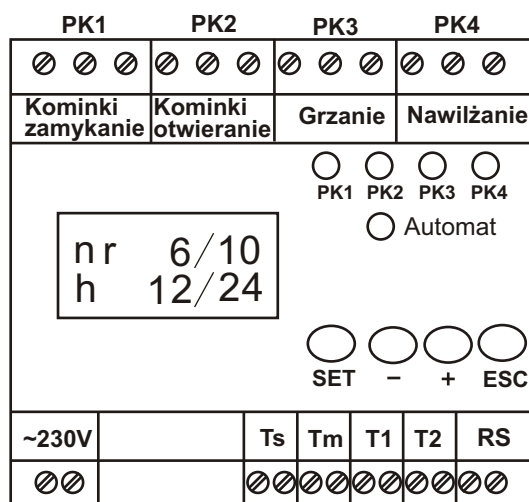 PK1 PK2 PK3 PK4
Kominki zamykanie Kominki otwieranie Grzanie Nawilżanie
PK1 PK2 PK3 PK4
Automat
nr 6/10
h 12/24
SET - + ESC
~230V Ts Tm T1 T2 RS